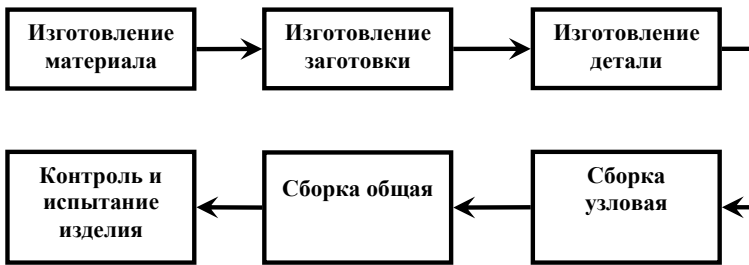 Изготовление
материала
Изготовление
заготовки
Изготовление
детали
Контроль и
испытание
изделия
Сборка общая
Сборка
узловая